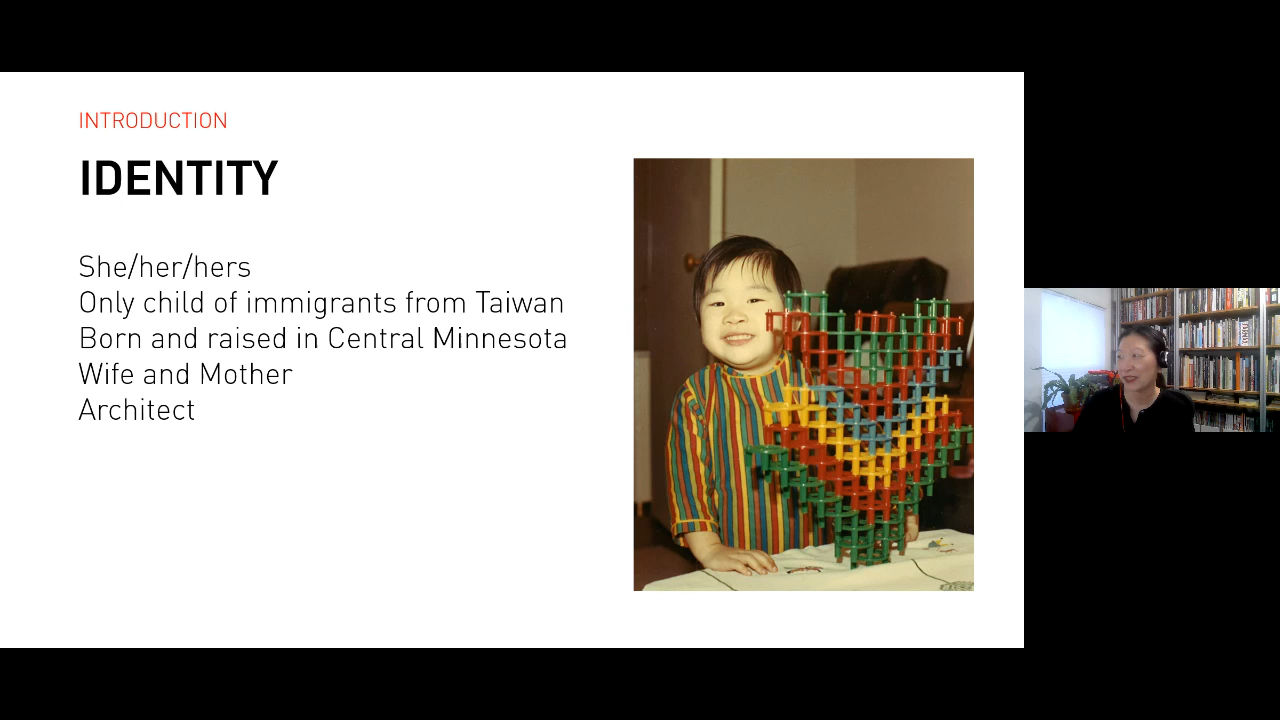 INTRODUCTION
IDENTITY
She/her/hers
Only child of immigrants from Taiwan
Born and raised in Central Minnesota
Wife and Mother
Architect